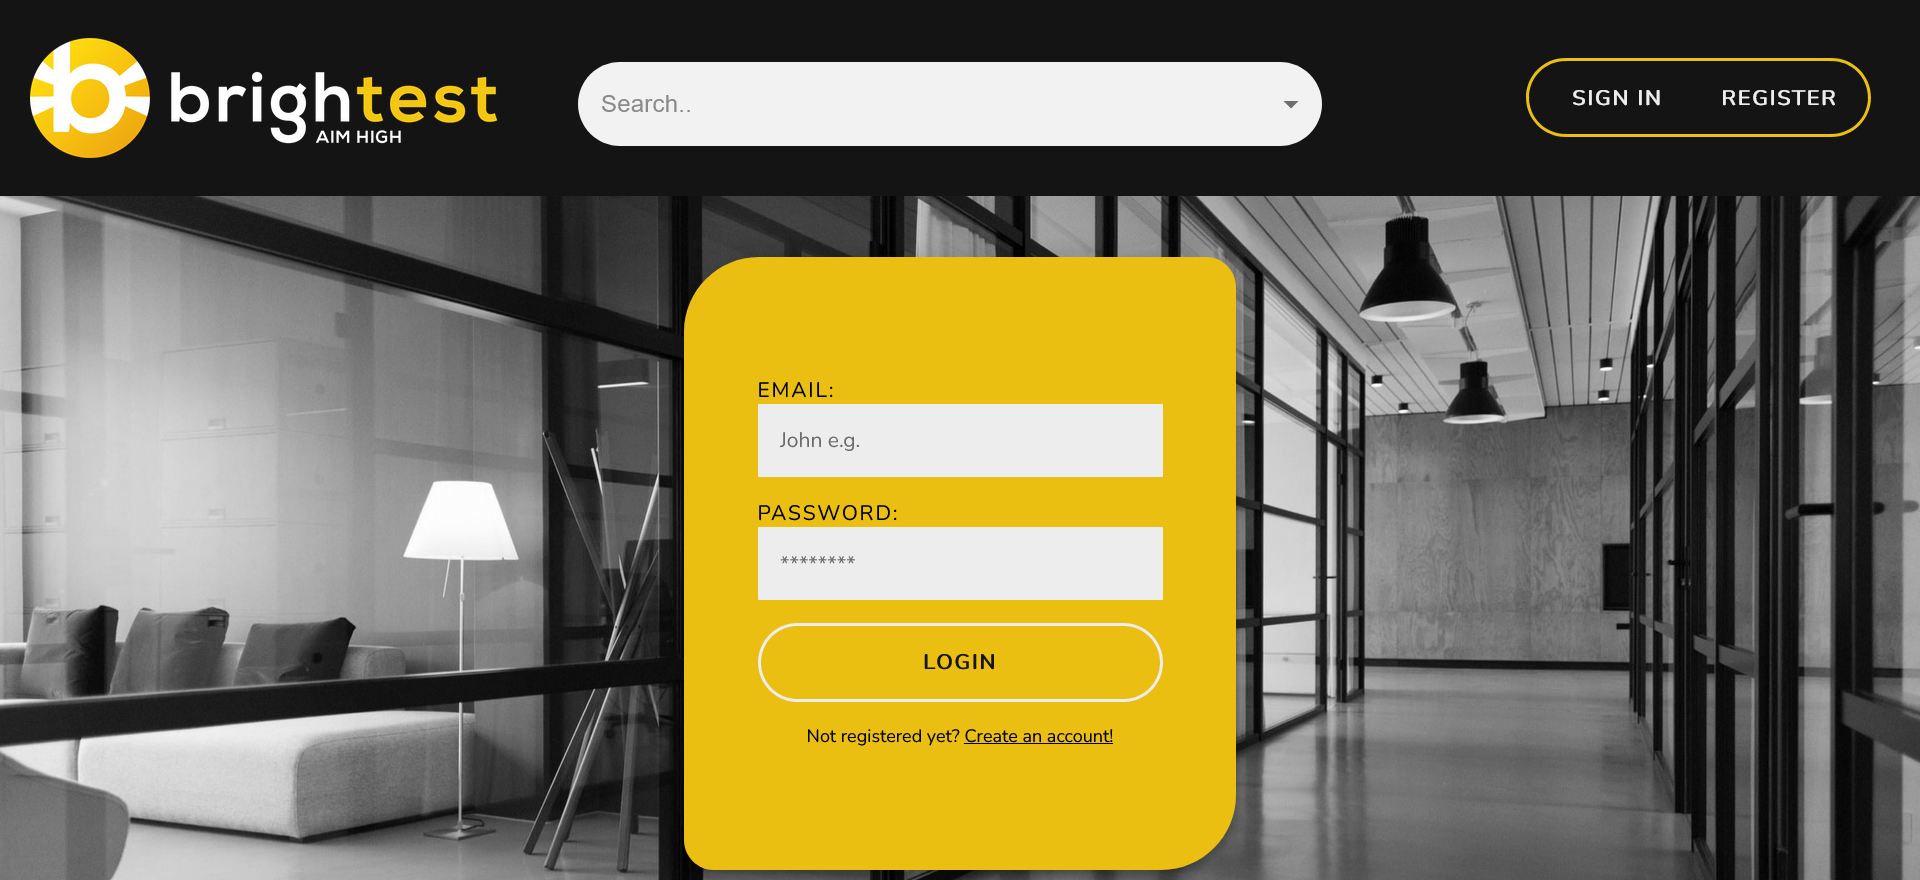 brightest
AIM HIGH
Search..
SIGN IN
REGISTER
EMAIL:
John e.g.
PASSWORD:
********
LOGIN
Not registered yet? Create an account!